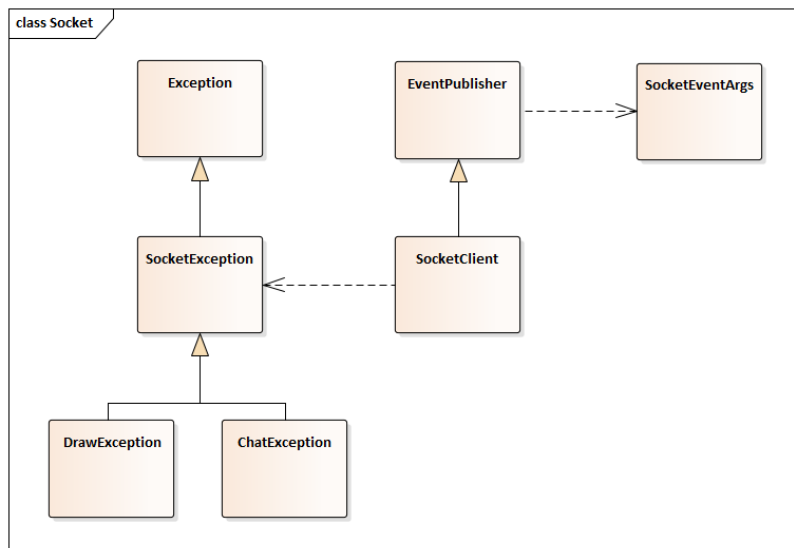 class Socket
Exception
EventPublisher
SocketEventArgs
SocketException
SocketClient
DrawException
ChatException